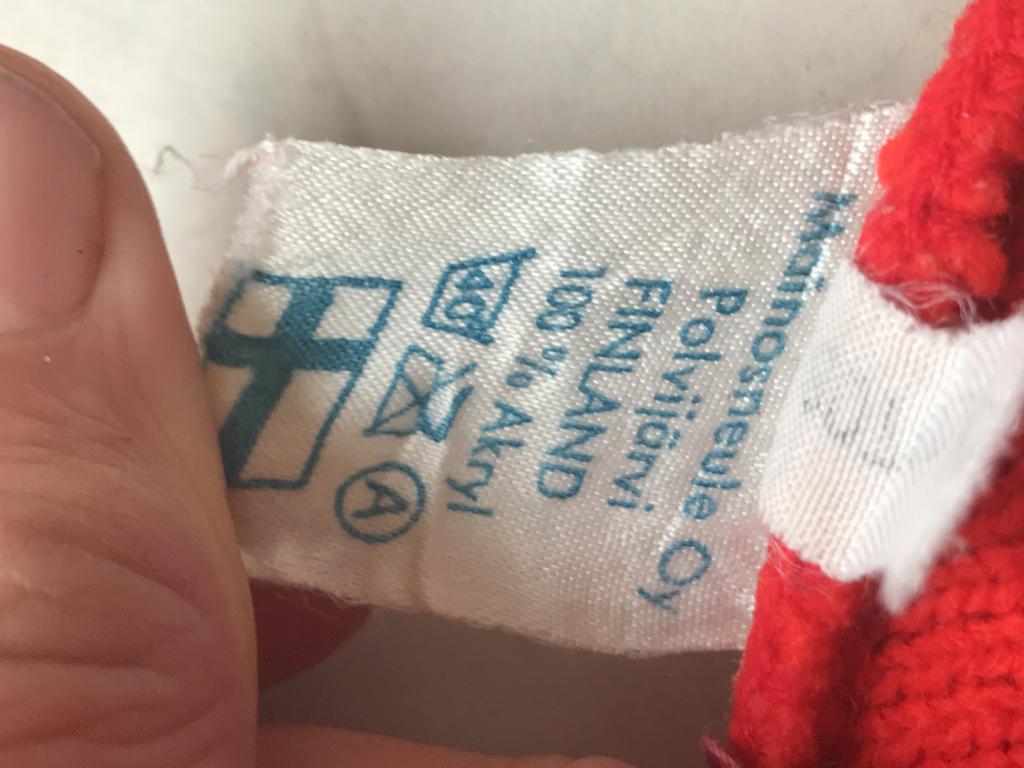 Mainosneule Oy
Polvijärvi
FINLAND
100 % Akryl
40
A